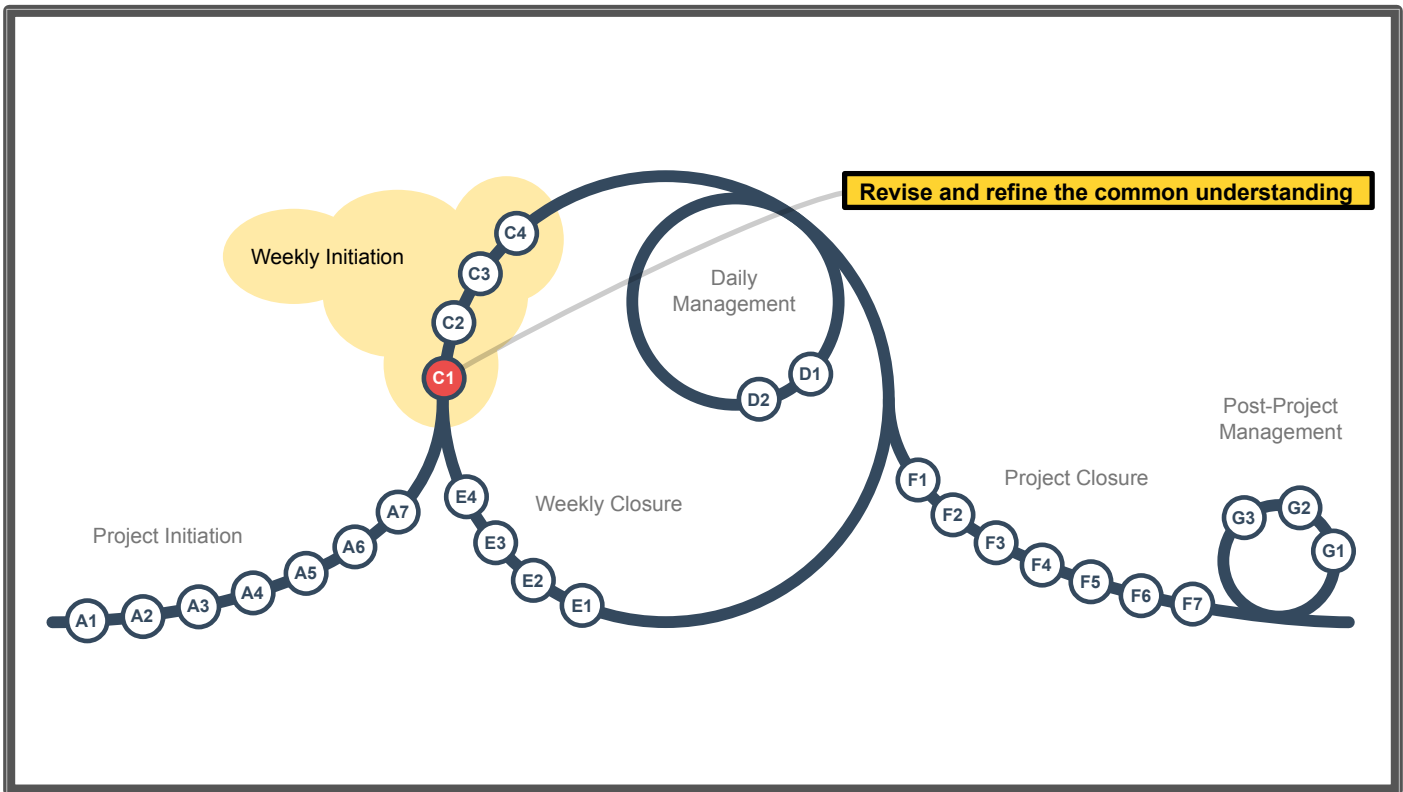 Revise and refine the common understanding
Weekly Initiation
C4
C3
C2
C1
Daily
Management
D1
D2
Post-Project
Management
Project Closure
Weekly Closure
Project Initiation
A1
A2
A3
A4
A5
A6
A7
E4
E3
E2
E1
F1
F2
F3
F4
F5
F6
F7
G3
G2
G1